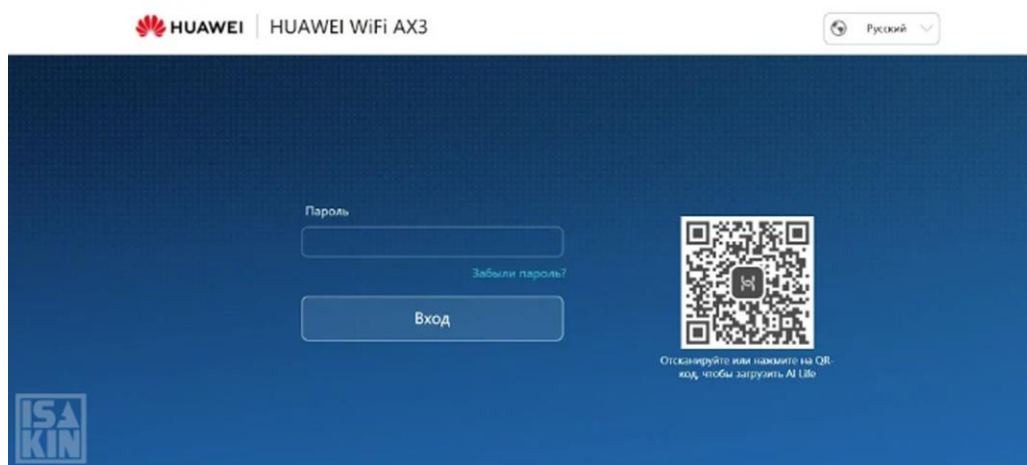 HUAWEI | HUAWEI WiFi AX3
Русский
Пароль
Забыли пароль?
Вход
Отсканируйте или нажмите на QR-
код, чтобы загрузить AI Life
ISA
KIN